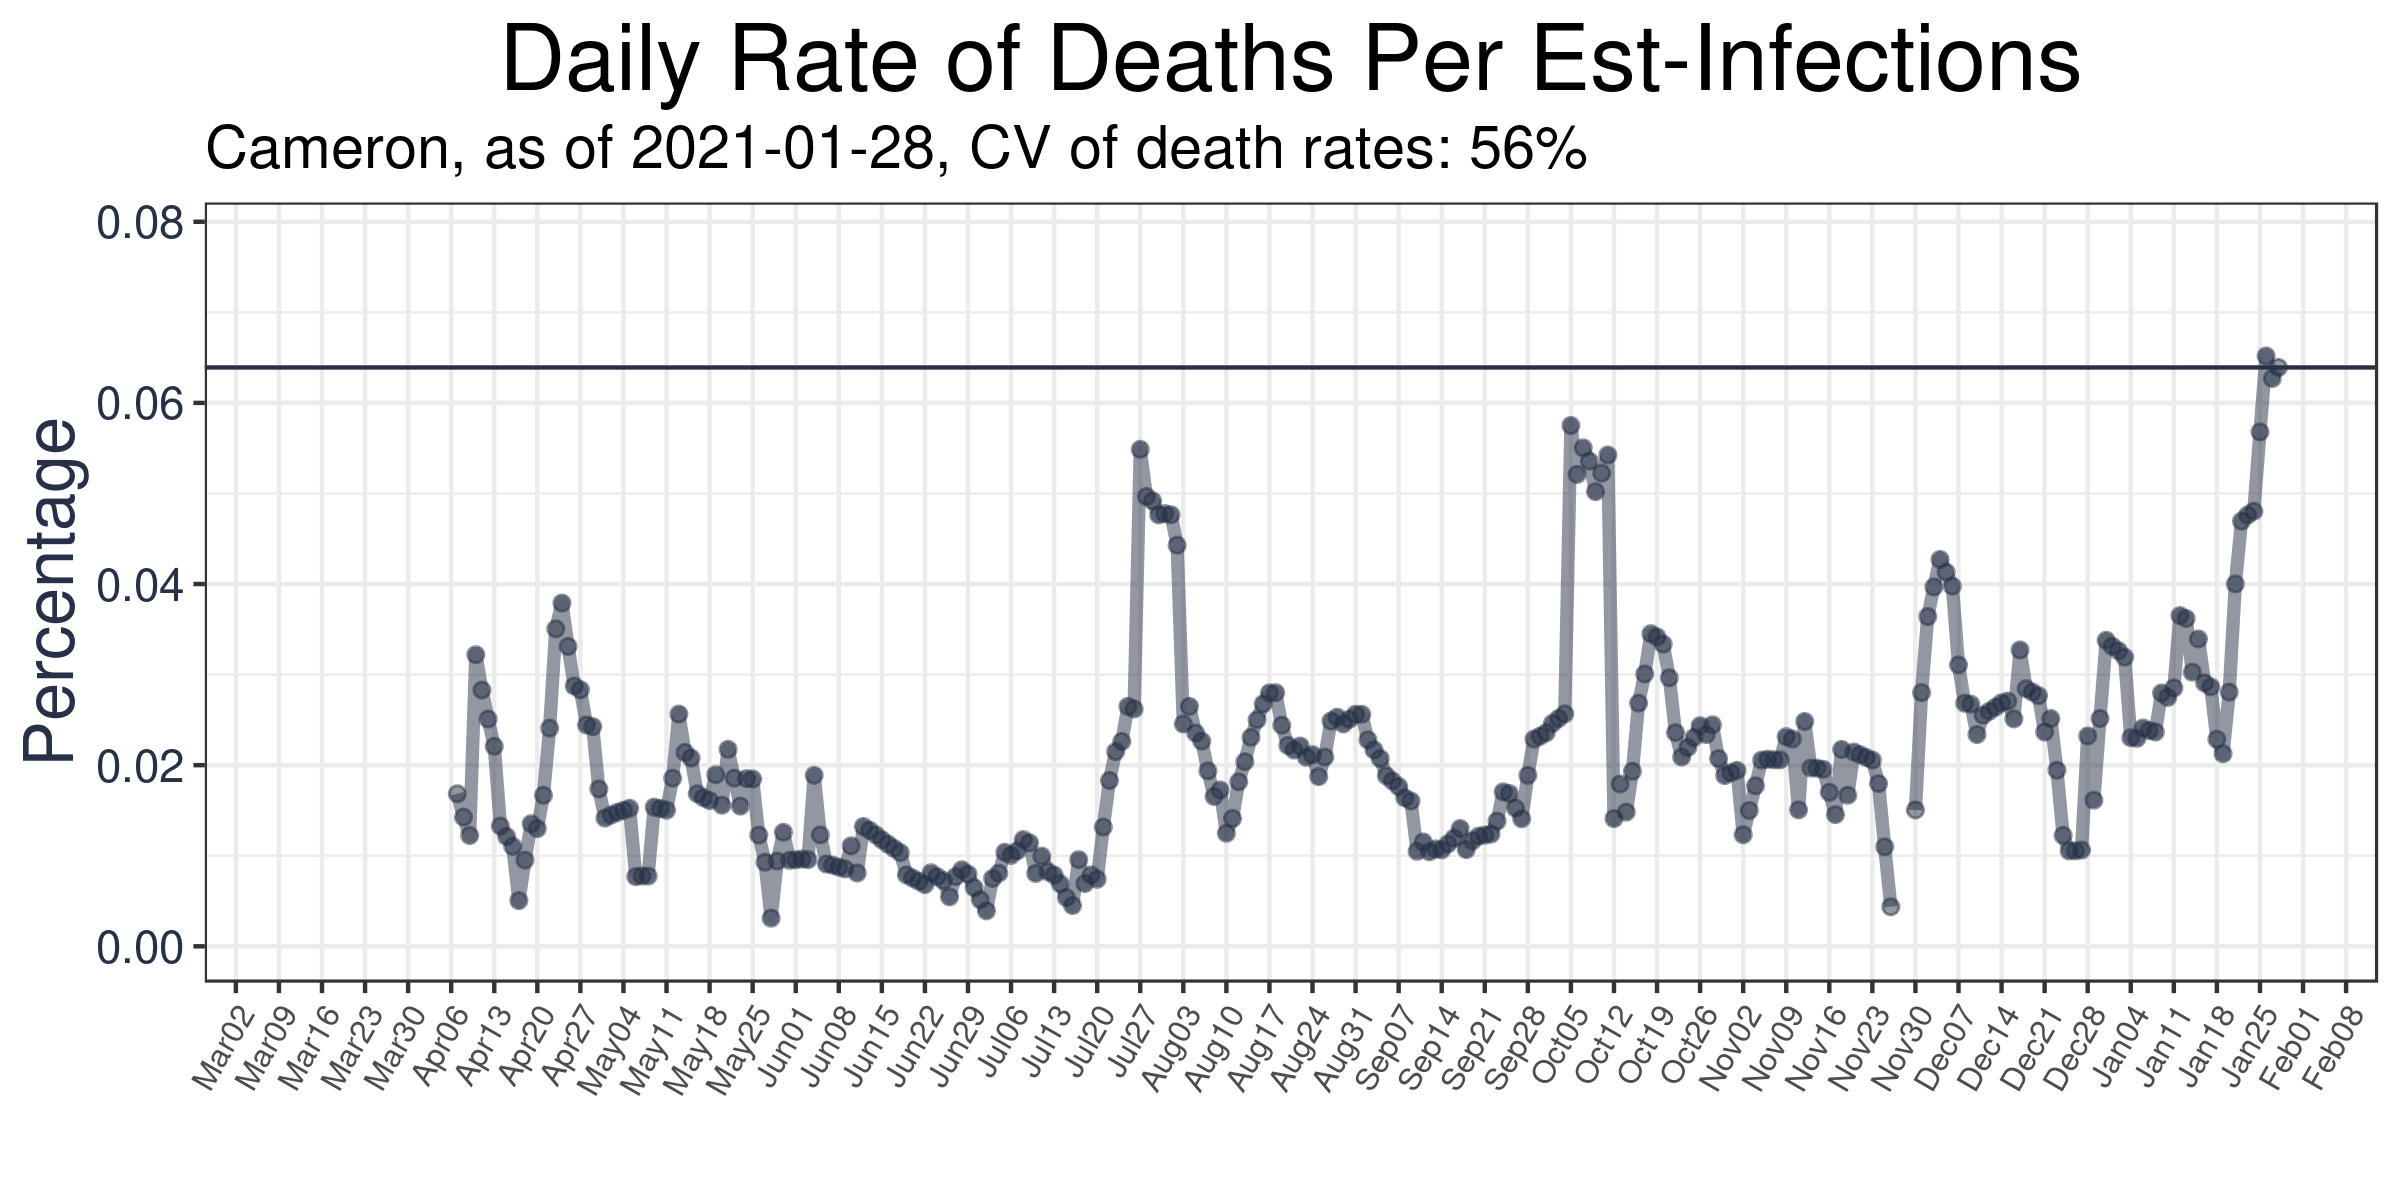 Daily Rate of Deaths Per Est-Infections
Cameron, as of 2021-01-28, CV of death rates: 56%
Percentage
0.08
0.06
0.04
0.02
0.00
Mar02 Mar09 Mar16 Mar23 Mar30 Apr06 Apr13 Apr20 Apr27 May04 May11 May18 May25 Jun01 Jun08 Jun15 Jun22 Jun29 Jul06 Jul13 Jul20 Jul27 Aug03 Aug10 Aug17 Aug24 Aug31 Sep07 Sep14 Sep21 Sep28 Oct05 Oct12 Oct19 Oct26 Nov02 Nov09 Nov16 Nov23 Nov30 Dec07 Dec14 Dec21 Dec28 Jan04 Jan11 Jan18 Jan25 Feb01 Feb08